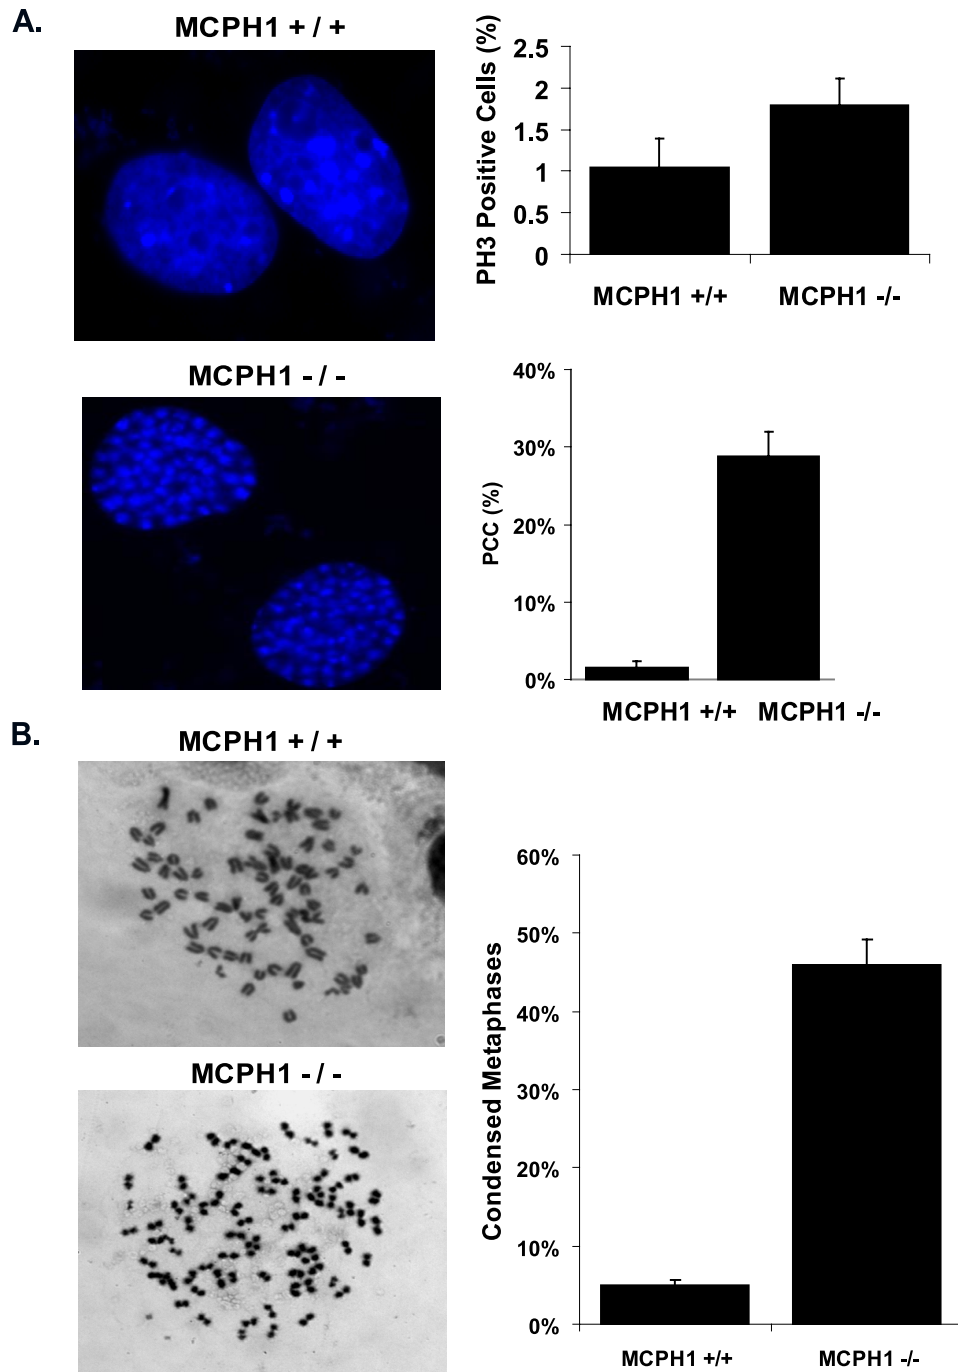 A.
MCPH1 + / +
PH3 Positive Cells (%)
2.5
2
1.5
1
0.5
0
MCPH1 +/+ MCPH1 -/-
MCPH1 - / -
PCC (%)
40%
30%
20%
10%
0%
MCPH1 +/+ MCPH1 -/-
B.
MCPH1 + / +
MCPH1 - / -
Condensed Metaphases
60%
50%
40%
30%
20%
10%
0%
MCPH1 +/+ MCPH1 -/-